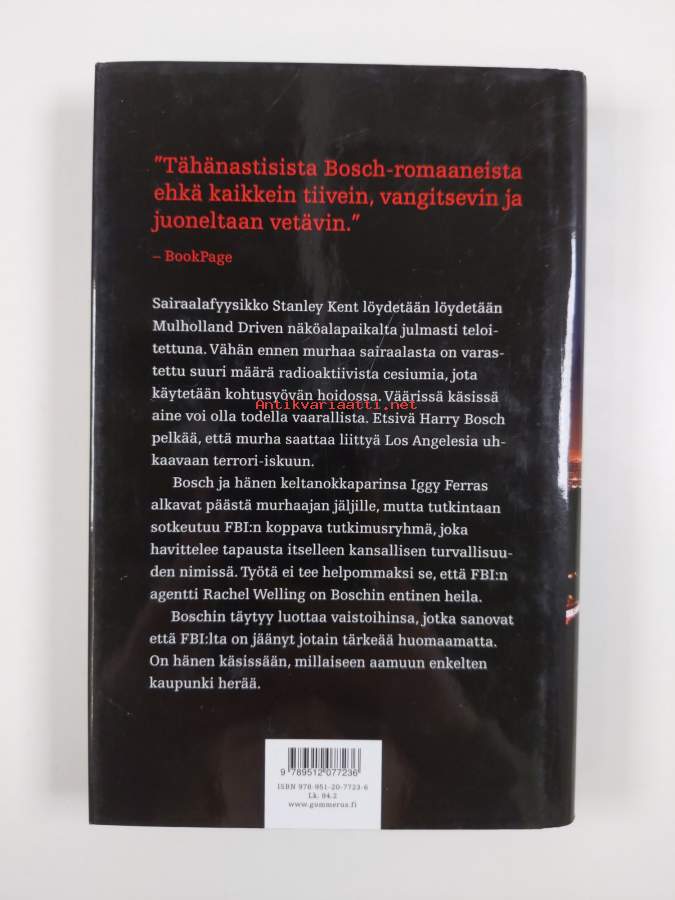 "Tähänastisista Bosch-romaaneista
ehkä kaikkein tiivein, vangitsevin ja
juoneltaan vetävin."
– BookPage
Sairaalafyysikko Stanley Kent löydetään löydetään
Mulholland Driven näköalapaikalta julmasti teloi-
tettuna. Vähän ennen murhaa sairaalasta on varas-
tettu suuri määrä radioaktiivista cesiumia, jota
käytetään kohtusyövän hoidossa. Väärissä käsissä
Antikvariaatti.net
aine voi olla todella vaarallista. Etsivä Harry Bosch
pelkää, että murha saattaa liittyä Los Angelesia uh-
kaavaan terrori-iskuun.
Bosch ja hänen keltanokkaparinsa Iggy Ferras
alkavat päästä murhaajan jäljille, mutta tutkintaan
sotkeutuu FBI:n koppava tutkimusryhmä, joka
havittelee tapausta itselleen kansallisen turvallisuu-
den nimissä. Työtä ei tee helpommaksi se, että FBI:n
agentti Rachel Welling on Boschin entinen heila.
Boschin täytyy luottaa vaistoihinsa, jotka sanovat
että FBI:lta on jäänyt jotain tärkeää huomaamatta.
On hänen käsissään, millaiseen aamuun enkelten
kaupunki herää.
9 789512 077236
ISBN 978-951-20-7723-6
Lk. 84.2
www.gummerus.fi